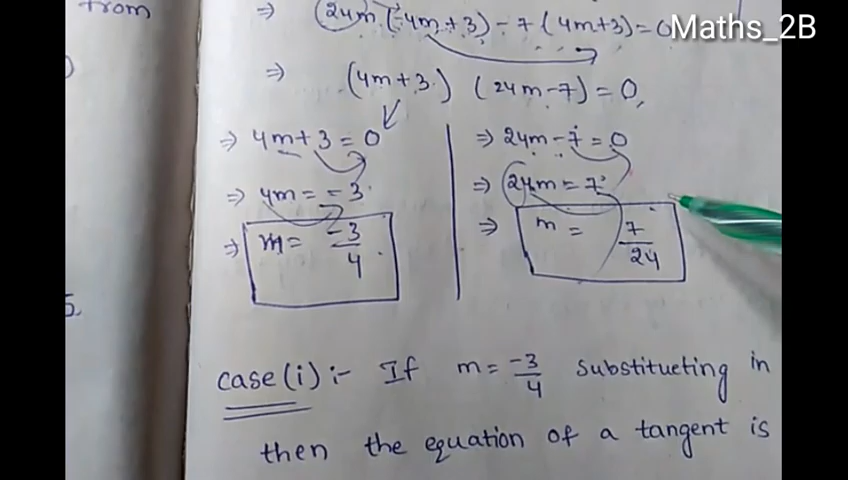 from
⇒ 24m (4m+3) - 7 (4m+3) = 0
Maths_2B
⇒ (4m+3) (24m-7) = 0,
⇒ 4m+3 = 0
⇒ 4m = -3
⇒ m = -3/4
⇒ 24m - 7 = 0
⇒ 24m = 7
⇒ m = 7/24
5.
case(i) :- If m = -3/4 substitueting in
then the equation of a tangent is